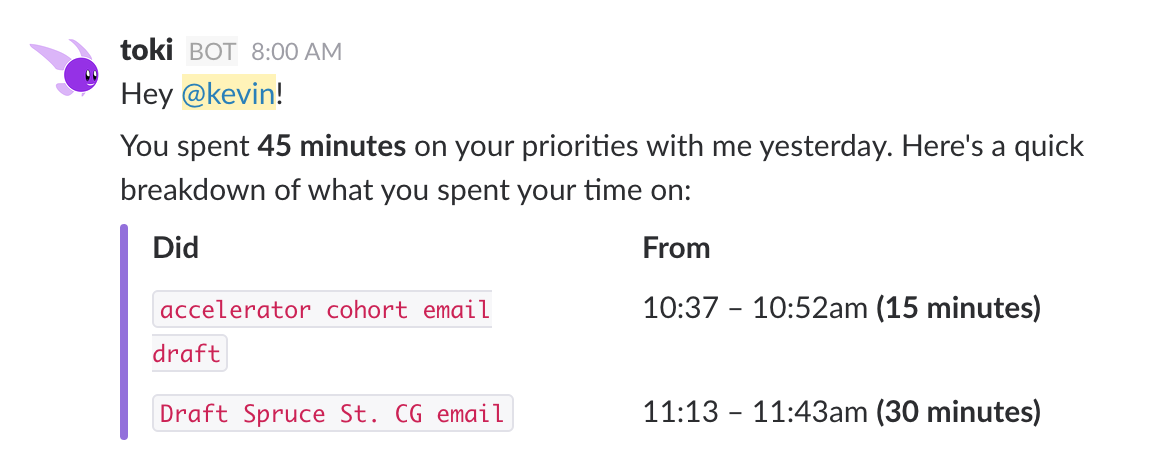 toki BOT 8:00 AM
Hey @kevin!
You spent 45 minutes on your priorities with me yesterday. Here's a quick
breakdown of what you spent your time on:
Did From
accelerator cohort email 10:37 – 10:52am (15 minutes)
draft
Draft Spruce St. CG email 11:13 – 11:43am (30 minutes)